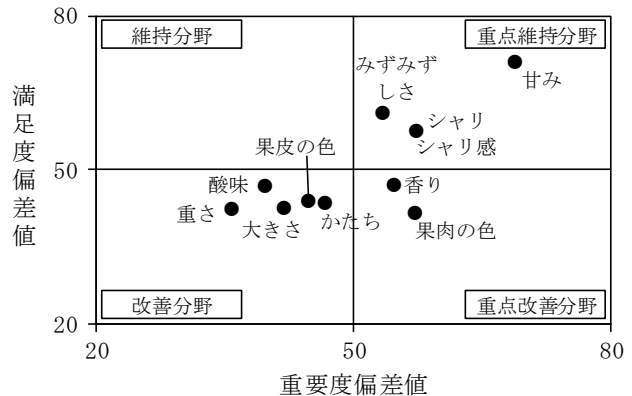 80
維持分野
重点維持分野
みずみず
しさ
甘み
シャリ
シャリ感
満足度偏差値
果皮の色
50
酸味
香り
重さ
大きさ
かたち
果肉の色
改善分野
重点改善分野
20
20
50
80
重要度偏差値